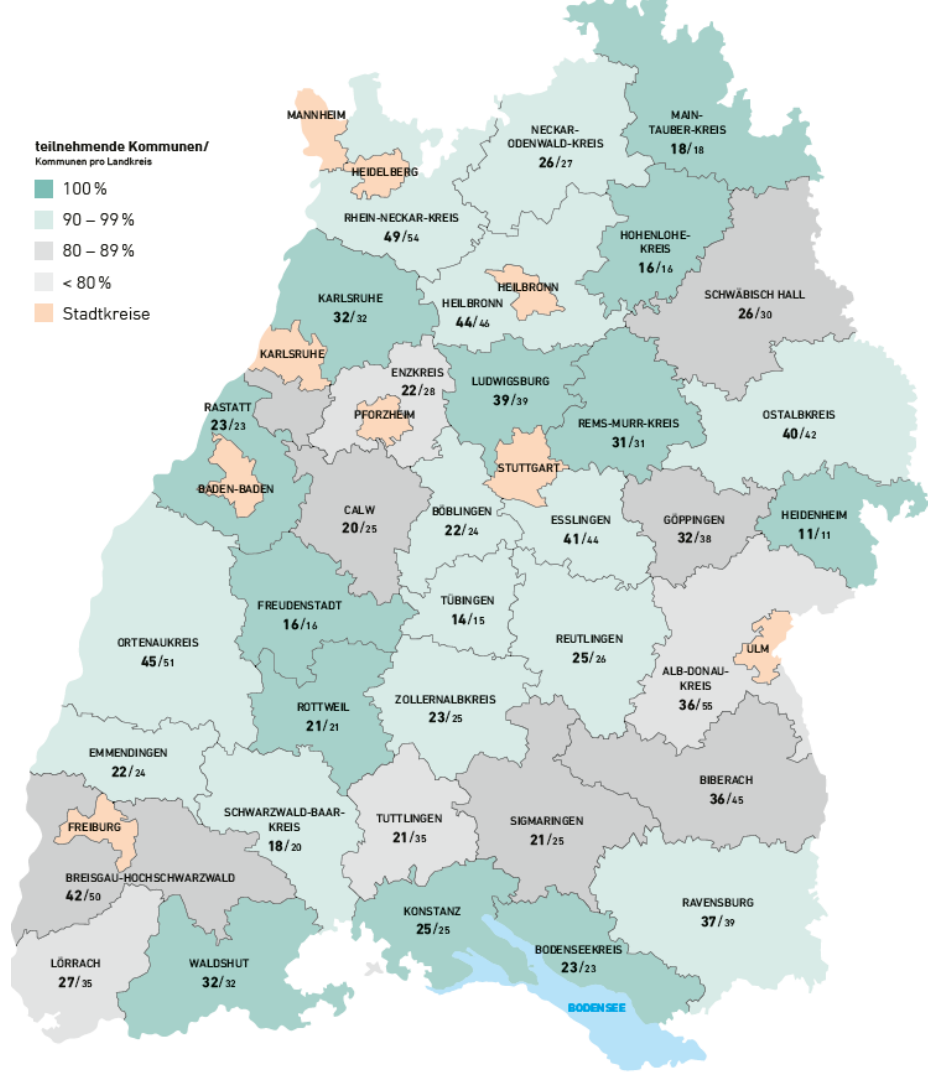 teilnehmende Kommunen/
Kommunen pro Landkreis
100 %
90 – 99 %
80 – 89 %
< 80 %
Stadtkreise
MANNHEIM
HEIDELBERG
RHEIN-NECKAR-KREIS
49/54
NECKAR-
ODENWALD-KREIS
26/27
MAIN-
TAUBER-KREIS
18/18
HOHENLOHE-
KREIS
16/16
SCHWÄBISCH HALL
26/30
KARLSRUHE
32/32
HEILBRONN
HEILBRONN
44/46
KARLSRUHE
ENZKREIS
22/28
PFORZHEIM
LUDWIGSBURG
39/39
REMS-MURR-KREIS
31/31
OSTALBKREIS
40/42
RASTATT
23/23
BADEN-BADEN
STUTTGART
CALW
20/25
BÖBLINGEN
22/24
ESSLINGEN
41/44
GÖPPINGEN
32/38
HEIDENHEIM
11/11
FREUDENSTADT
16/16
TÜBINGEN
14/15
REUTLINGEN
25/26
ORTENAUKREIS
45/51
ULM
ALB-DONAU-
KREIS
36/55
ROTTWEIL
21/21
ZOLLERNALBKREIS
23/25
EMMENDINGEN
22/24
BIBERACH
36/45
SCHWARZWALD-BAAR-
KREIS
18/20
TUTTLINGEN
21/35
SIGMARINGEN
21/25
FREIBURG
BREISGAU-HOCHSCHWARZWALD
42/50
KONSTANZ
25/25
RAVENSBURG
37/39
LÖRRACH
27/35
WALDSHUT
32/32
BODENSEEKREIS
23/23
BODENSEE